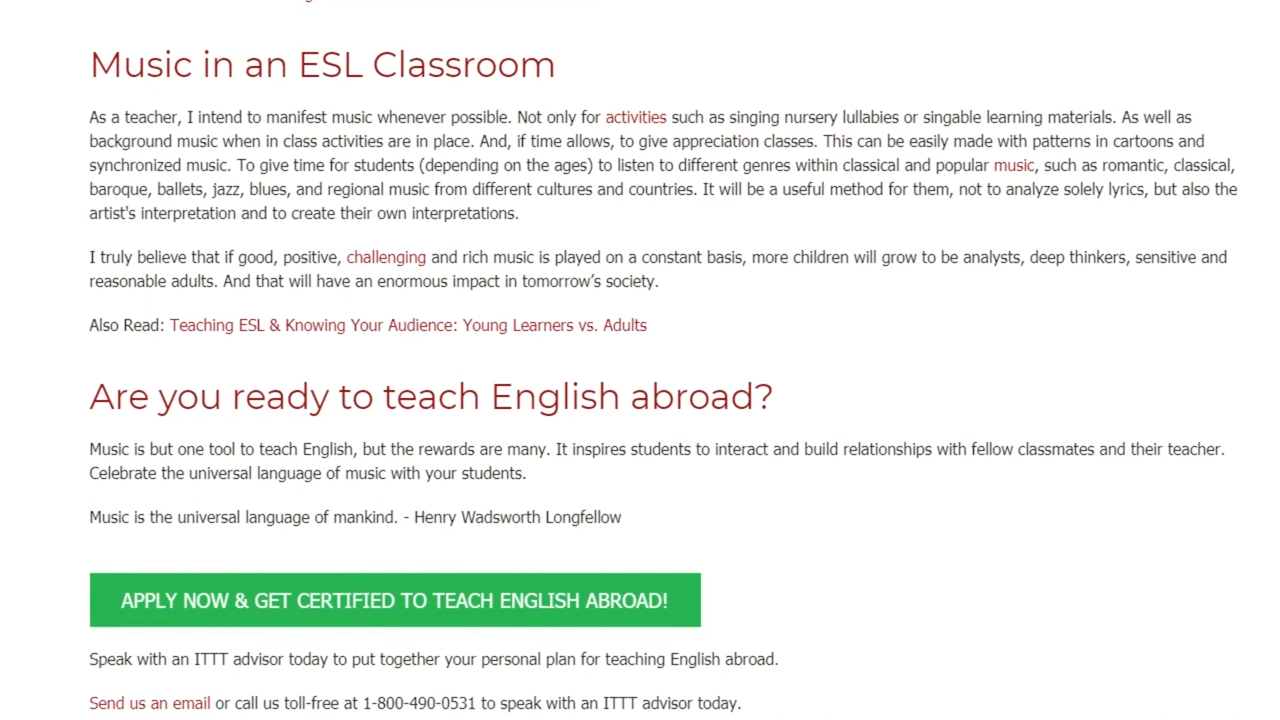 Music in an ESL Classroom
As a teacher, I intend to manifest music whenever possible. Not only for activities such as singing nursery lullabies or singable learning materials. As well as
background music when in class activities are in place. And, if time allows, to give appreciation classes. This can be easily made with patterns in cartoons and
synchronized music. To give time for students (depending on the ages) to listen to different genres within classical and popular music, such as romantic, classical,
baroque, ballets, jazz, blues, and regional music from different cultures and countries. It will be a useful method for them, not to analyze solely lyrics, but also the
artist's interpretation and to create their own interpretations.
I truly believe that if good, positive, challenging and rich music is played on a constant basis, more children will grow to be analysts, deep thinkers, sensitive and
reasonable adults. And that will have an enormous impact in tomorrow’s society.
Also Read: Teaching ESL & Knowing Your Audience: Young Learners vs. Adults
Are you ready to teach English abroad?
Music is but one tool to teach English, but the rewards are many. It inspires students to interact and build relationships with fellow classmates and their teacher.
Celebrate the universal language of music with your students.
Music is the universal language of mankind. - Henry Wadsworth Longfellow
APPLY NOW & GET CERTIFIED TO TEACH ENGLISH ABROAD!
Speak with an ITTT advisor today to put together your personal plan for teaching English abroad.
Send us an email or call us toll-free at 1-800-490-0531 to speak with an ITTT advisor today.